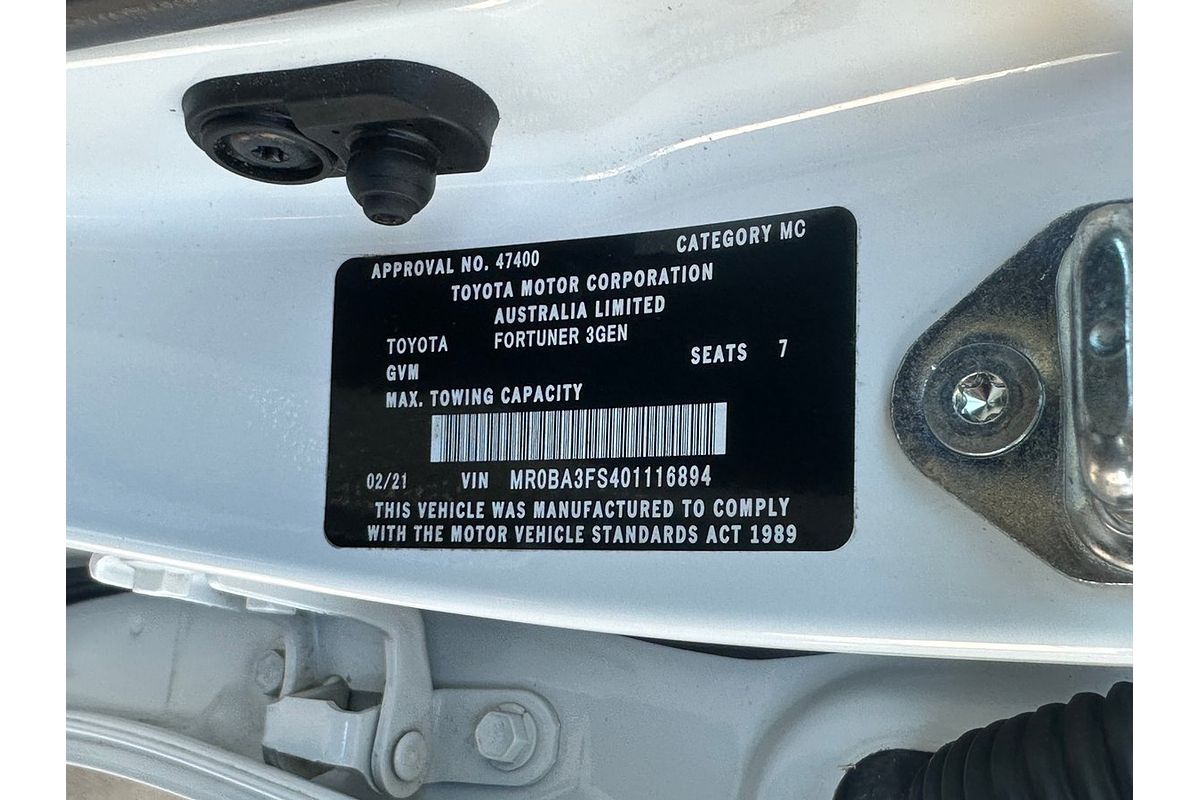 APPROVAL NO. 47400 CATEGORY MC
TOYOTA MOTOR CORPORATION
AUSTRALIA LIMITED
TOYOTA FORTUNER 3GEN
GVM SEATS 7
MAX. TOWING CAPACITY
02/21 VIN MR0BA3FS401116894
THIS VEHICLE WAS MANUFACTURED TO COMPLY
WITH THE MOTOR VEHICLE STANDARDS ACT 1989